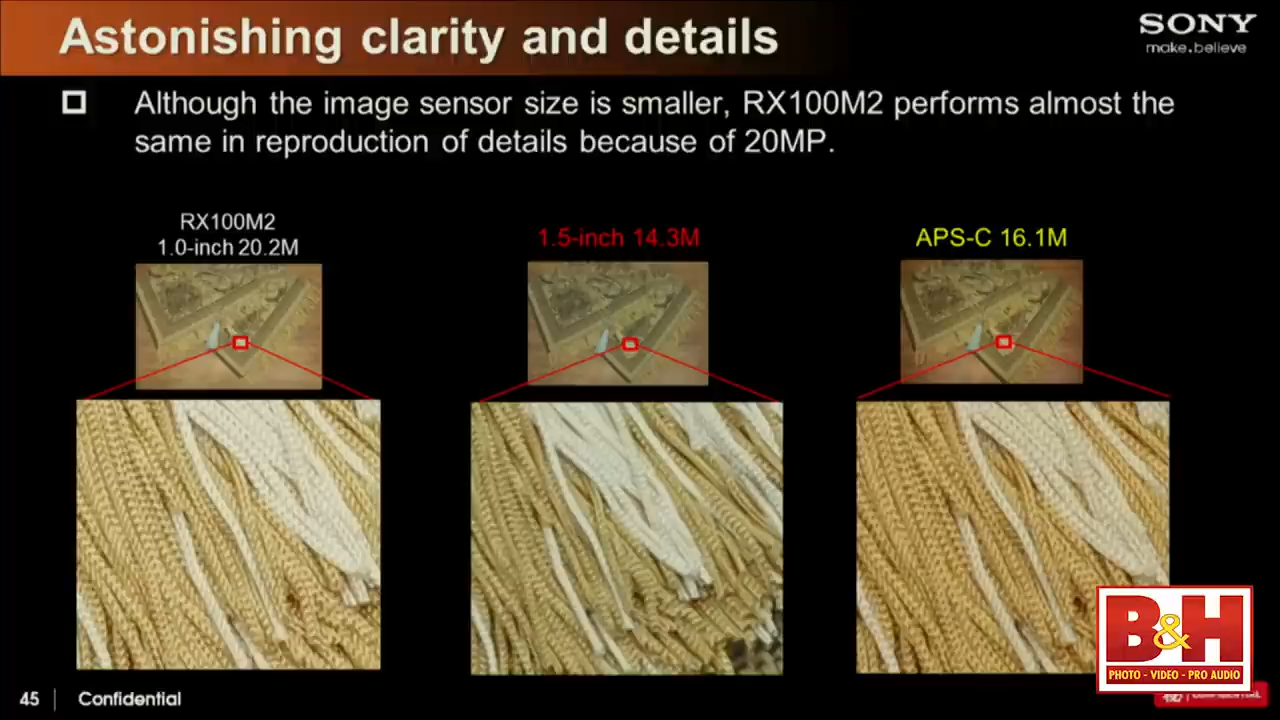 Astonishing clarity and details
SONY
make.believe
Although the image sensor size is smaller, RX100M2 performs almost the
same in reproduction of details because of 20MP.
RX100M2
1.0-inch 20.2M
1.5-inch 14.3M
APS-C 16.1M
B&H
PHOTO - VIDEO - PRO AUDIO
45
Confidential